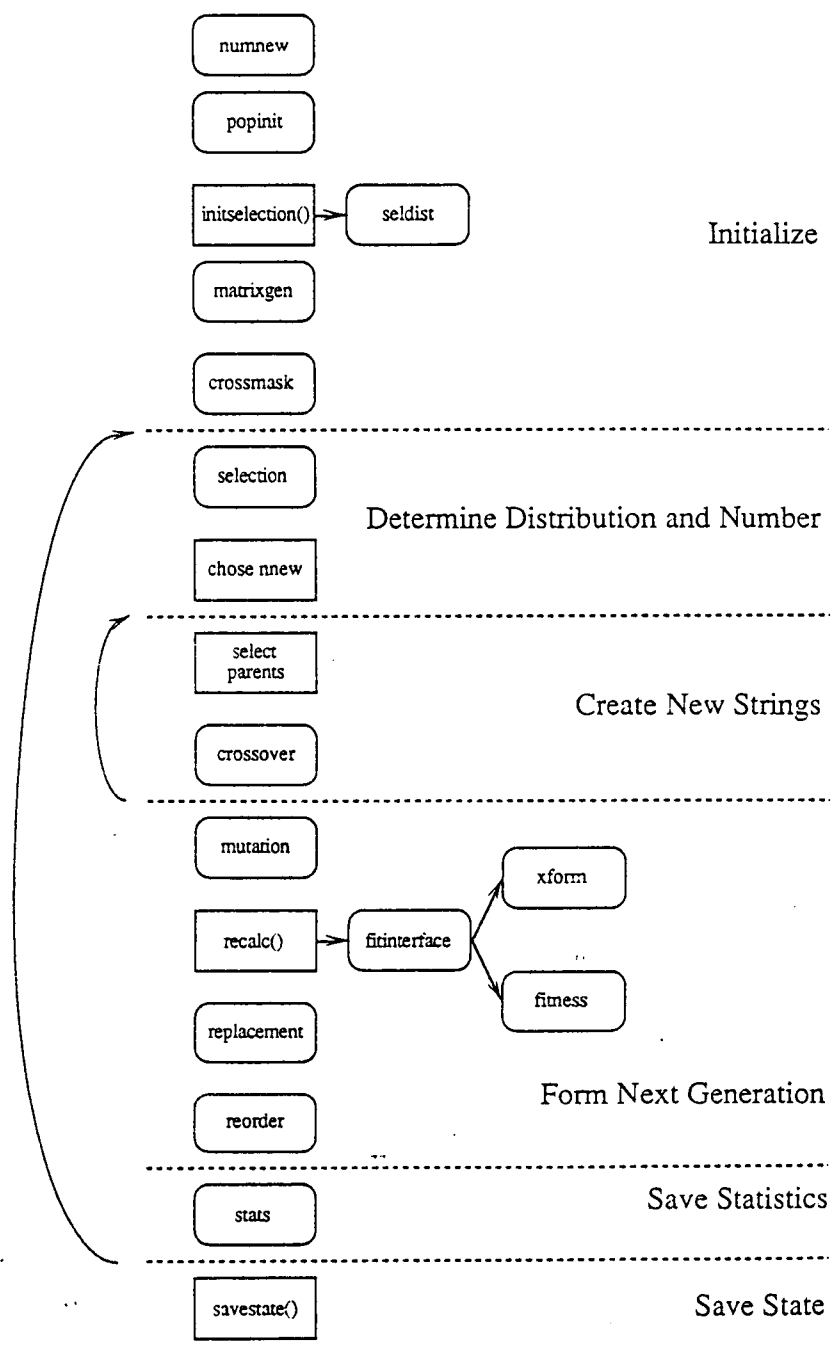 numnew
popinit
initselection()
seldist
Initialize
matrixgen
crossmask
selection
Determine Distribution and Number
chose nnew
select
parents
Create New Strings
crossover
mutation
xform
recalc()
fitinterface
fitness
replacement
Form Next Generation
reorder
Save Statistics
stats
savestate()
Save State